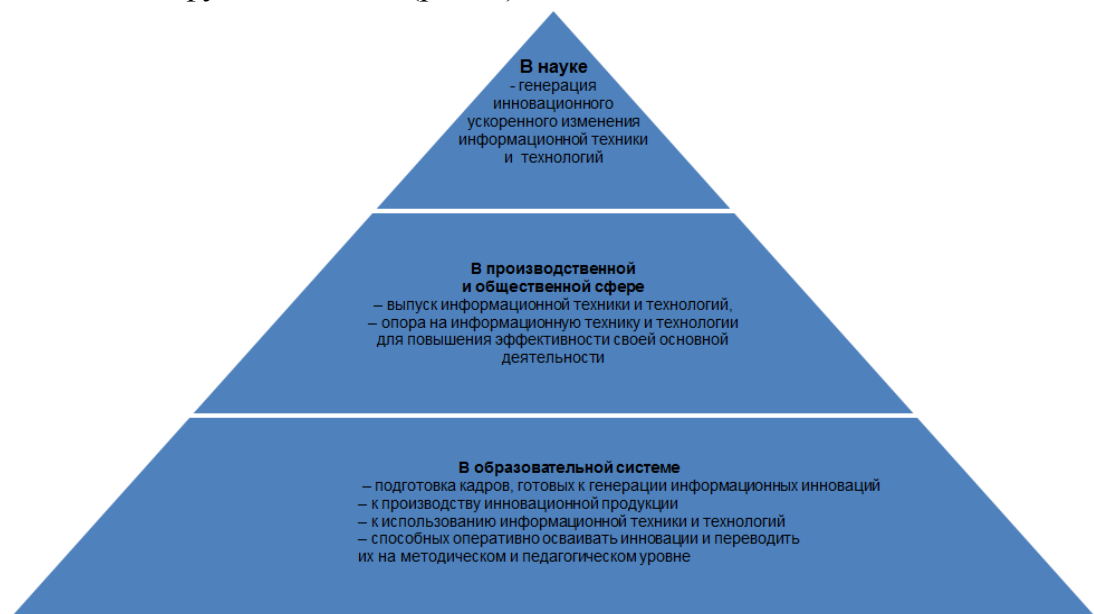 В науке
- генерация
инновационного
ускоренного изменения
информационной техники
и технологий
В производственной
и общественной сфере
– выпуск информационной техники и технологий,
– опора на информационную технику и технологии
для повышения эффективности своей основной
деятельности
В образовательной системе
– подготовка кадров, готовых к генерации информационных инноваций
– к производству инновационной продукции
– к использованию информационной техники и технологий
– способных оперативно осваивать инновации и переводить
их на методическом и педагогическом уровне